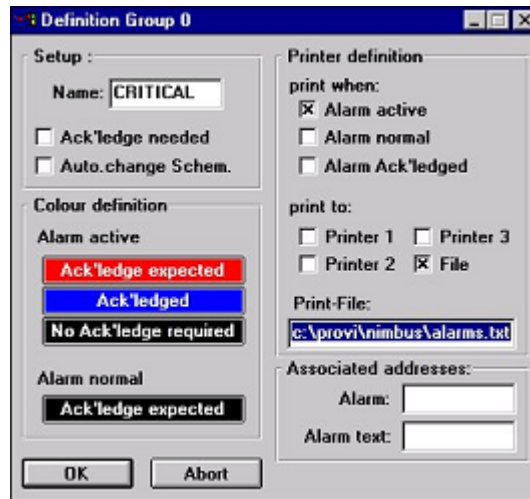 Definition Group 0
Setup :
Name: CRITICAL
Ack'ledge needed
Auto.change Schem.
Colour definition
Alarm active
Ack'ledge expected
Ack'ledged
No Ack'ledge required
Alarm normal
Ack'ledge expected
OK
Abort
Printer definition
print when:
Alarm active
Alarm normal
Alarm Ack'ledged
print to:
Printer 1
Printer 3
Printer 2
File
Print-File:
c:\provi\nimbus\alarms.txt
Associated addresses:
Alarm:
Alarm text: